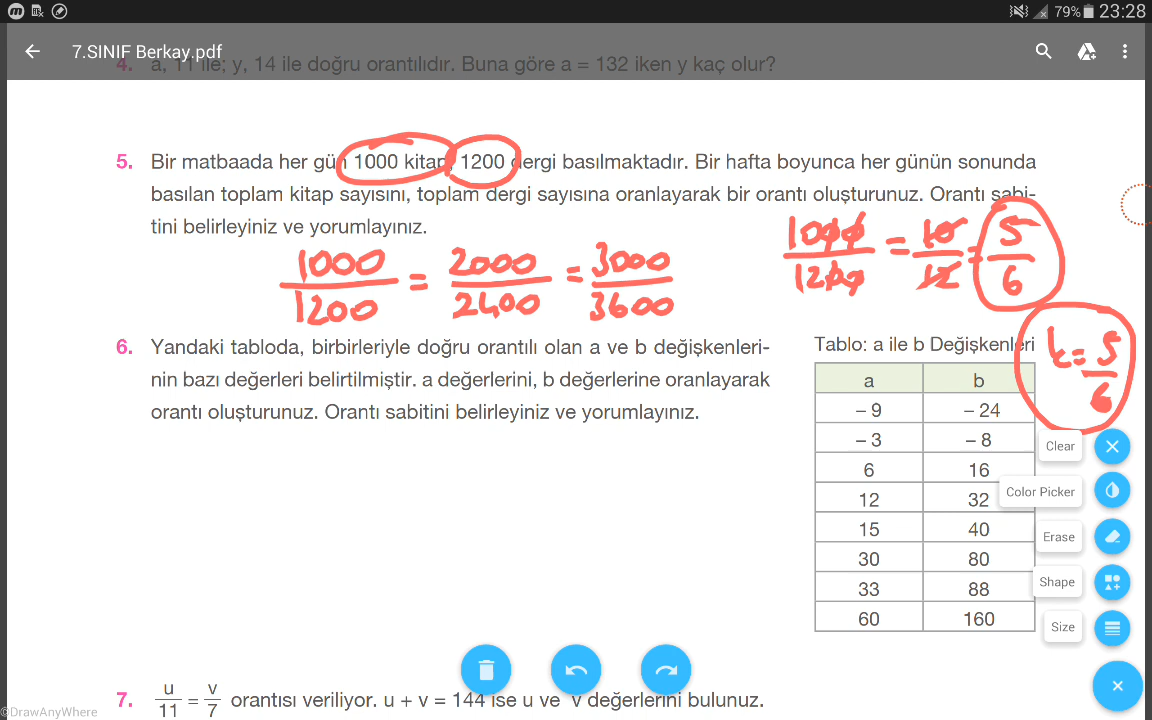 79% 23:28
7.SINIF Berkay.pdf
4. a, 11 ile; y, 14 ile doğru orantılıdır. Buna göre a = 132 iken y kaç olur?
5. Bir matbaada her gün 1000 kitap, 1200 dergi basılmaktadır. Bir hafta boyunca her günün sonunda
basılan toplam kitap sayısını, toplam dergi sayısına oranlayarak bir orantı oluşturunuz. Orantı sabi-
tini belirleyiniz ve yorumlayınız.
1000/1200 = 2000/2400 = 3000/3600
1000/1200 = 10/12 = 5/6
k = 5/6
6. Yandaki tabloda, birbirleriyle doğru orantılı olan a ve b değişkenleri-
nin bazı değerleri belirtilmiştir. a değerlerini, b değerlerine oranlayarak
orantı oluşturunuz. Orantı sabitini belirleyiniz ve yorumlayınız.
Tablo: a ile b Değişkenleri
a b
– 9 – 24
– 3 – 8
6 16
12 32
15 40
30 80
33 88
60 160
Clear
Color Picker
Erase
Shape
Size
7. u/11 = v/7 orantısı veriliyor. u + v = 144 ise u ve v değerlerini bulunuz.
©DrawAnyWhere